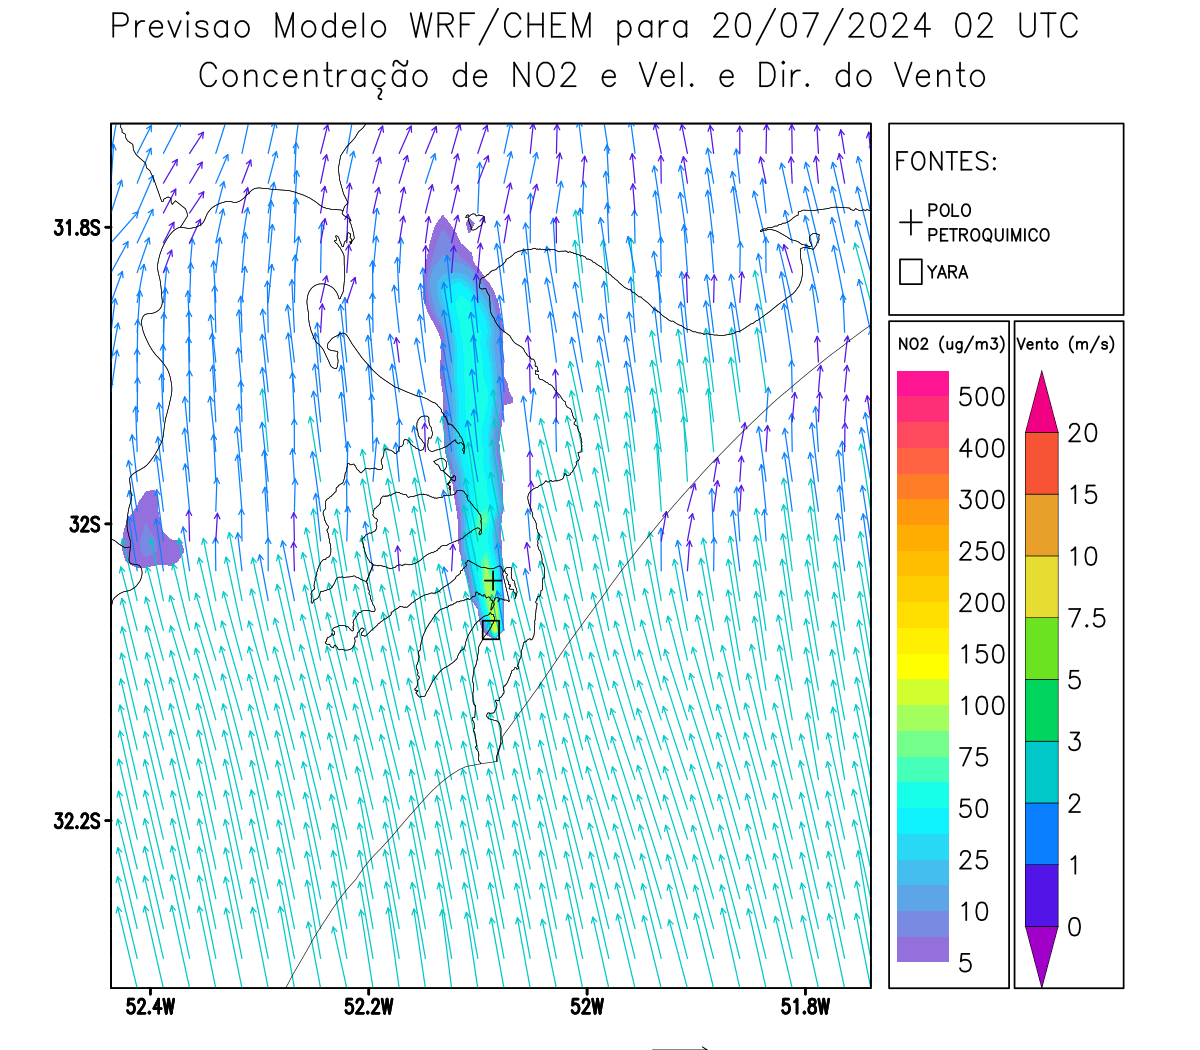 Previsao Modelo WRF/CHEM para 20/07/2024 02 UTC
Concentração de NO2 e Vel. e Dir. do Vento
FONTES:
POLO
PETROQUIMICO
YARA
NO2 (ug/m3)
500
400
300
250
200
150
100
75
50
25
10
5
Vento (m/s)
20
15
10
7.5
5
3
2
1
0
31.8S
32S
32.2S
52.4W
52.2W
52W
51.8W